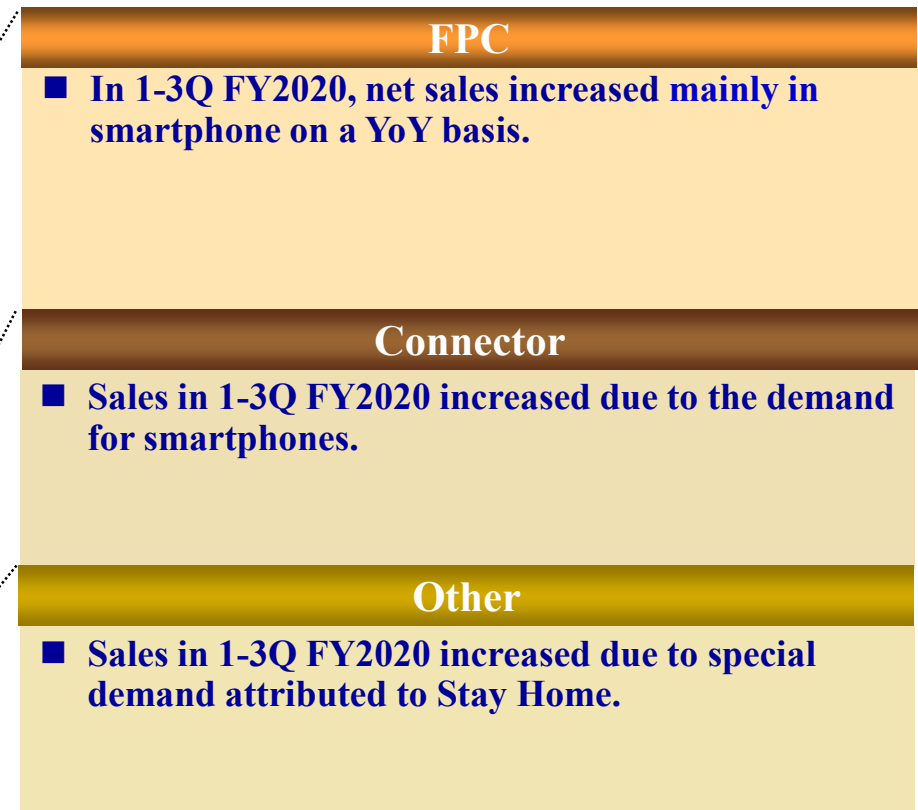 FPC
■ In 1-3Q FY2020, net sales increased mainly in
smartphone on a YoY basis.
Connector
■ Sales in 1-3Q FY2020 increased due to the demand
for smartphones.
Other
■ Sales in 1-3Q FY2020 increased due to special
demand attributed to Stay Home.